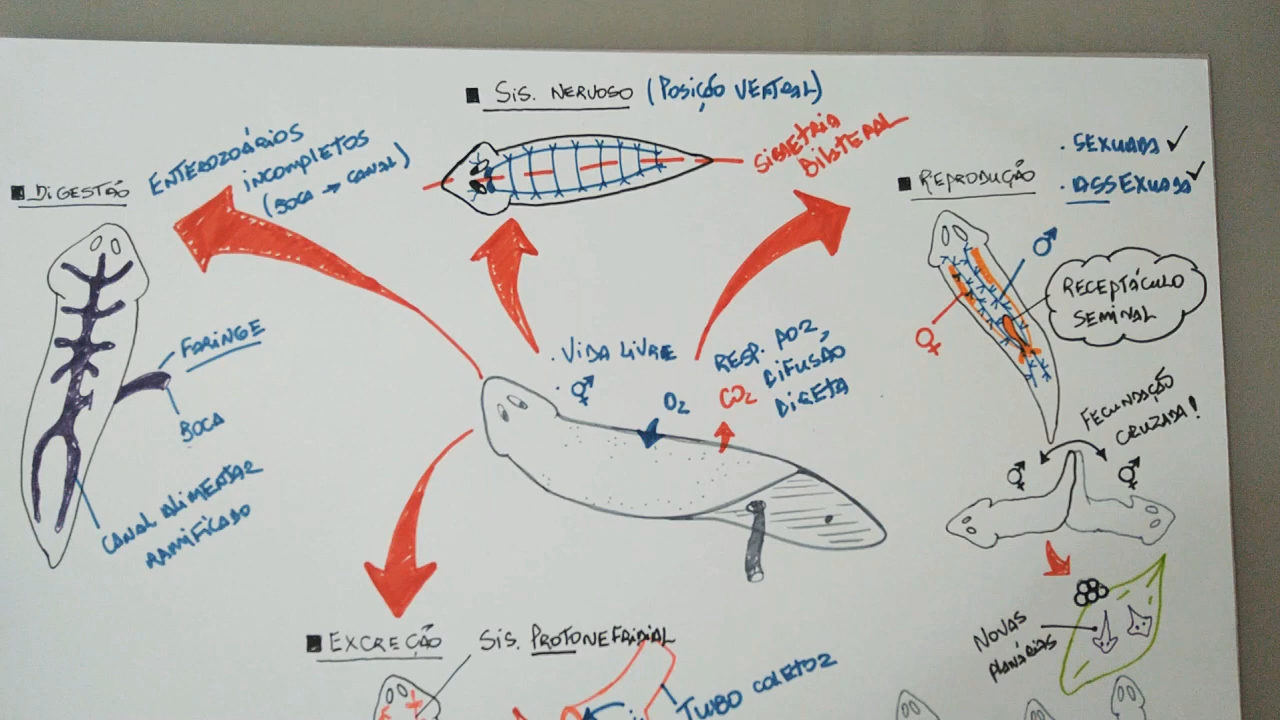 ■ SIS. NERVOSO (POSIÇÃO VENTRAL)
■ DIGESTÃO
ENTEROZOÁRIOS
INCOMPLETOS
(BOCA → CANAL)
FARINGE
BOCA
CANAL ALIMENTAR
RAMIFICADO
SIMETRIA
BILATERAL
■ REPRODUÇÃO
. SEXUADA ✓
. ASSEXUADA ✓
♂
♀
RECEPTÁCULO
SEMINAL
FECUNDAÇÃO
CRUZADA!
⚥
⚥
NOVAS
PLANÁRIAS
. VIDA LIVRE
. ⚥
O2
CO2
RESP. POR
DIFUSÃO
DIRETA
■ EXCREÇÃO
SIS. PROTONEFRIDIAL
TUBO COLETOR